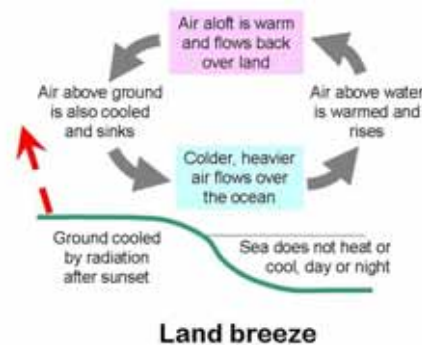 Air aloft is warm
and flows back
over land
Air above ground
is also cooled
and sinks
Air above water
is warmed and
rises
Colder, heavier
air flows over
the ocean
Ground cooled
by radiation
after sunset
Sea does not heat or
cool, day or night
Land breeze